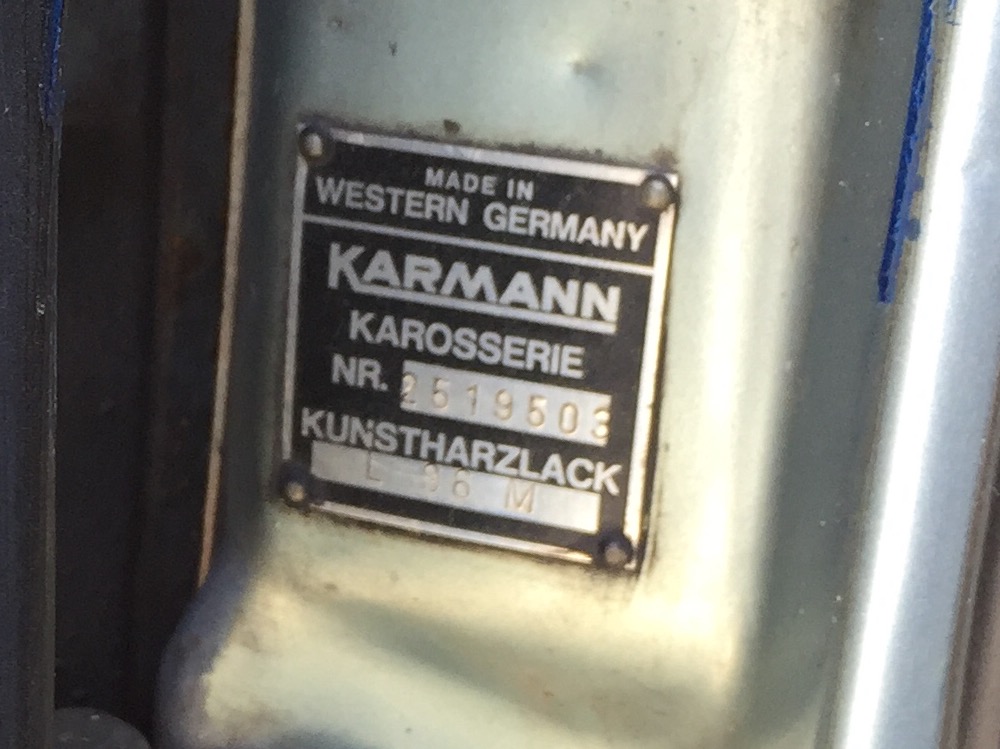 MADE IN
WESTERN GERMANY
KARMANN
KAROSSERIE
NR. 2519503
KUNSTHARZLACK
L 96 M